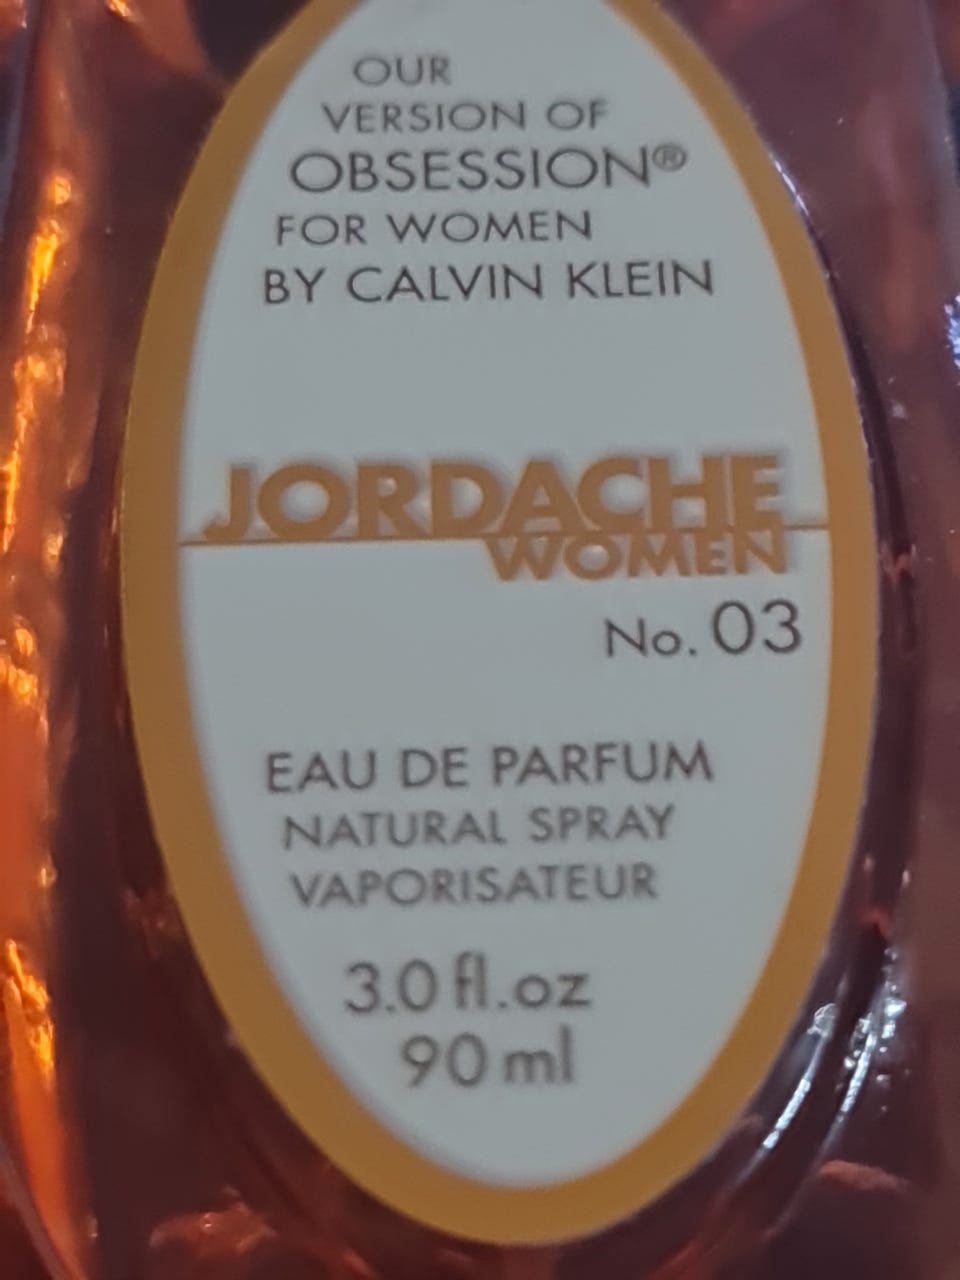 OUR
VERSION OF
OBSESSION®
FOR WOMEN
BY CALVIN KLEIN
JORDACHE
WOMEN
No. 03
EAU DE PARFUM
NATURAL SPRAY
VAPORISATEUR
3.0 fl.oz
90 ml